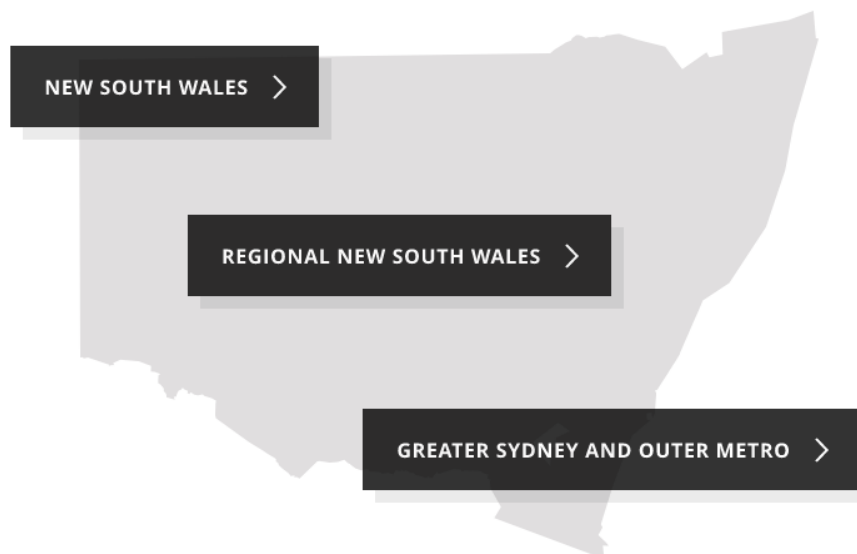 NEW SOUTH WALES
REGIONAL NEW SOUTH WALES
GREATER SYDNEY AND OUTER METRO